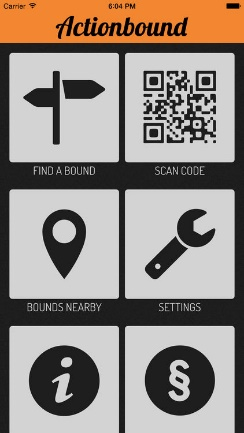 Carrier 6:04 PM
Actionbound
FIND A BOUND SCAN CODE
BOUNDS NEARBY SETTINGS
i §